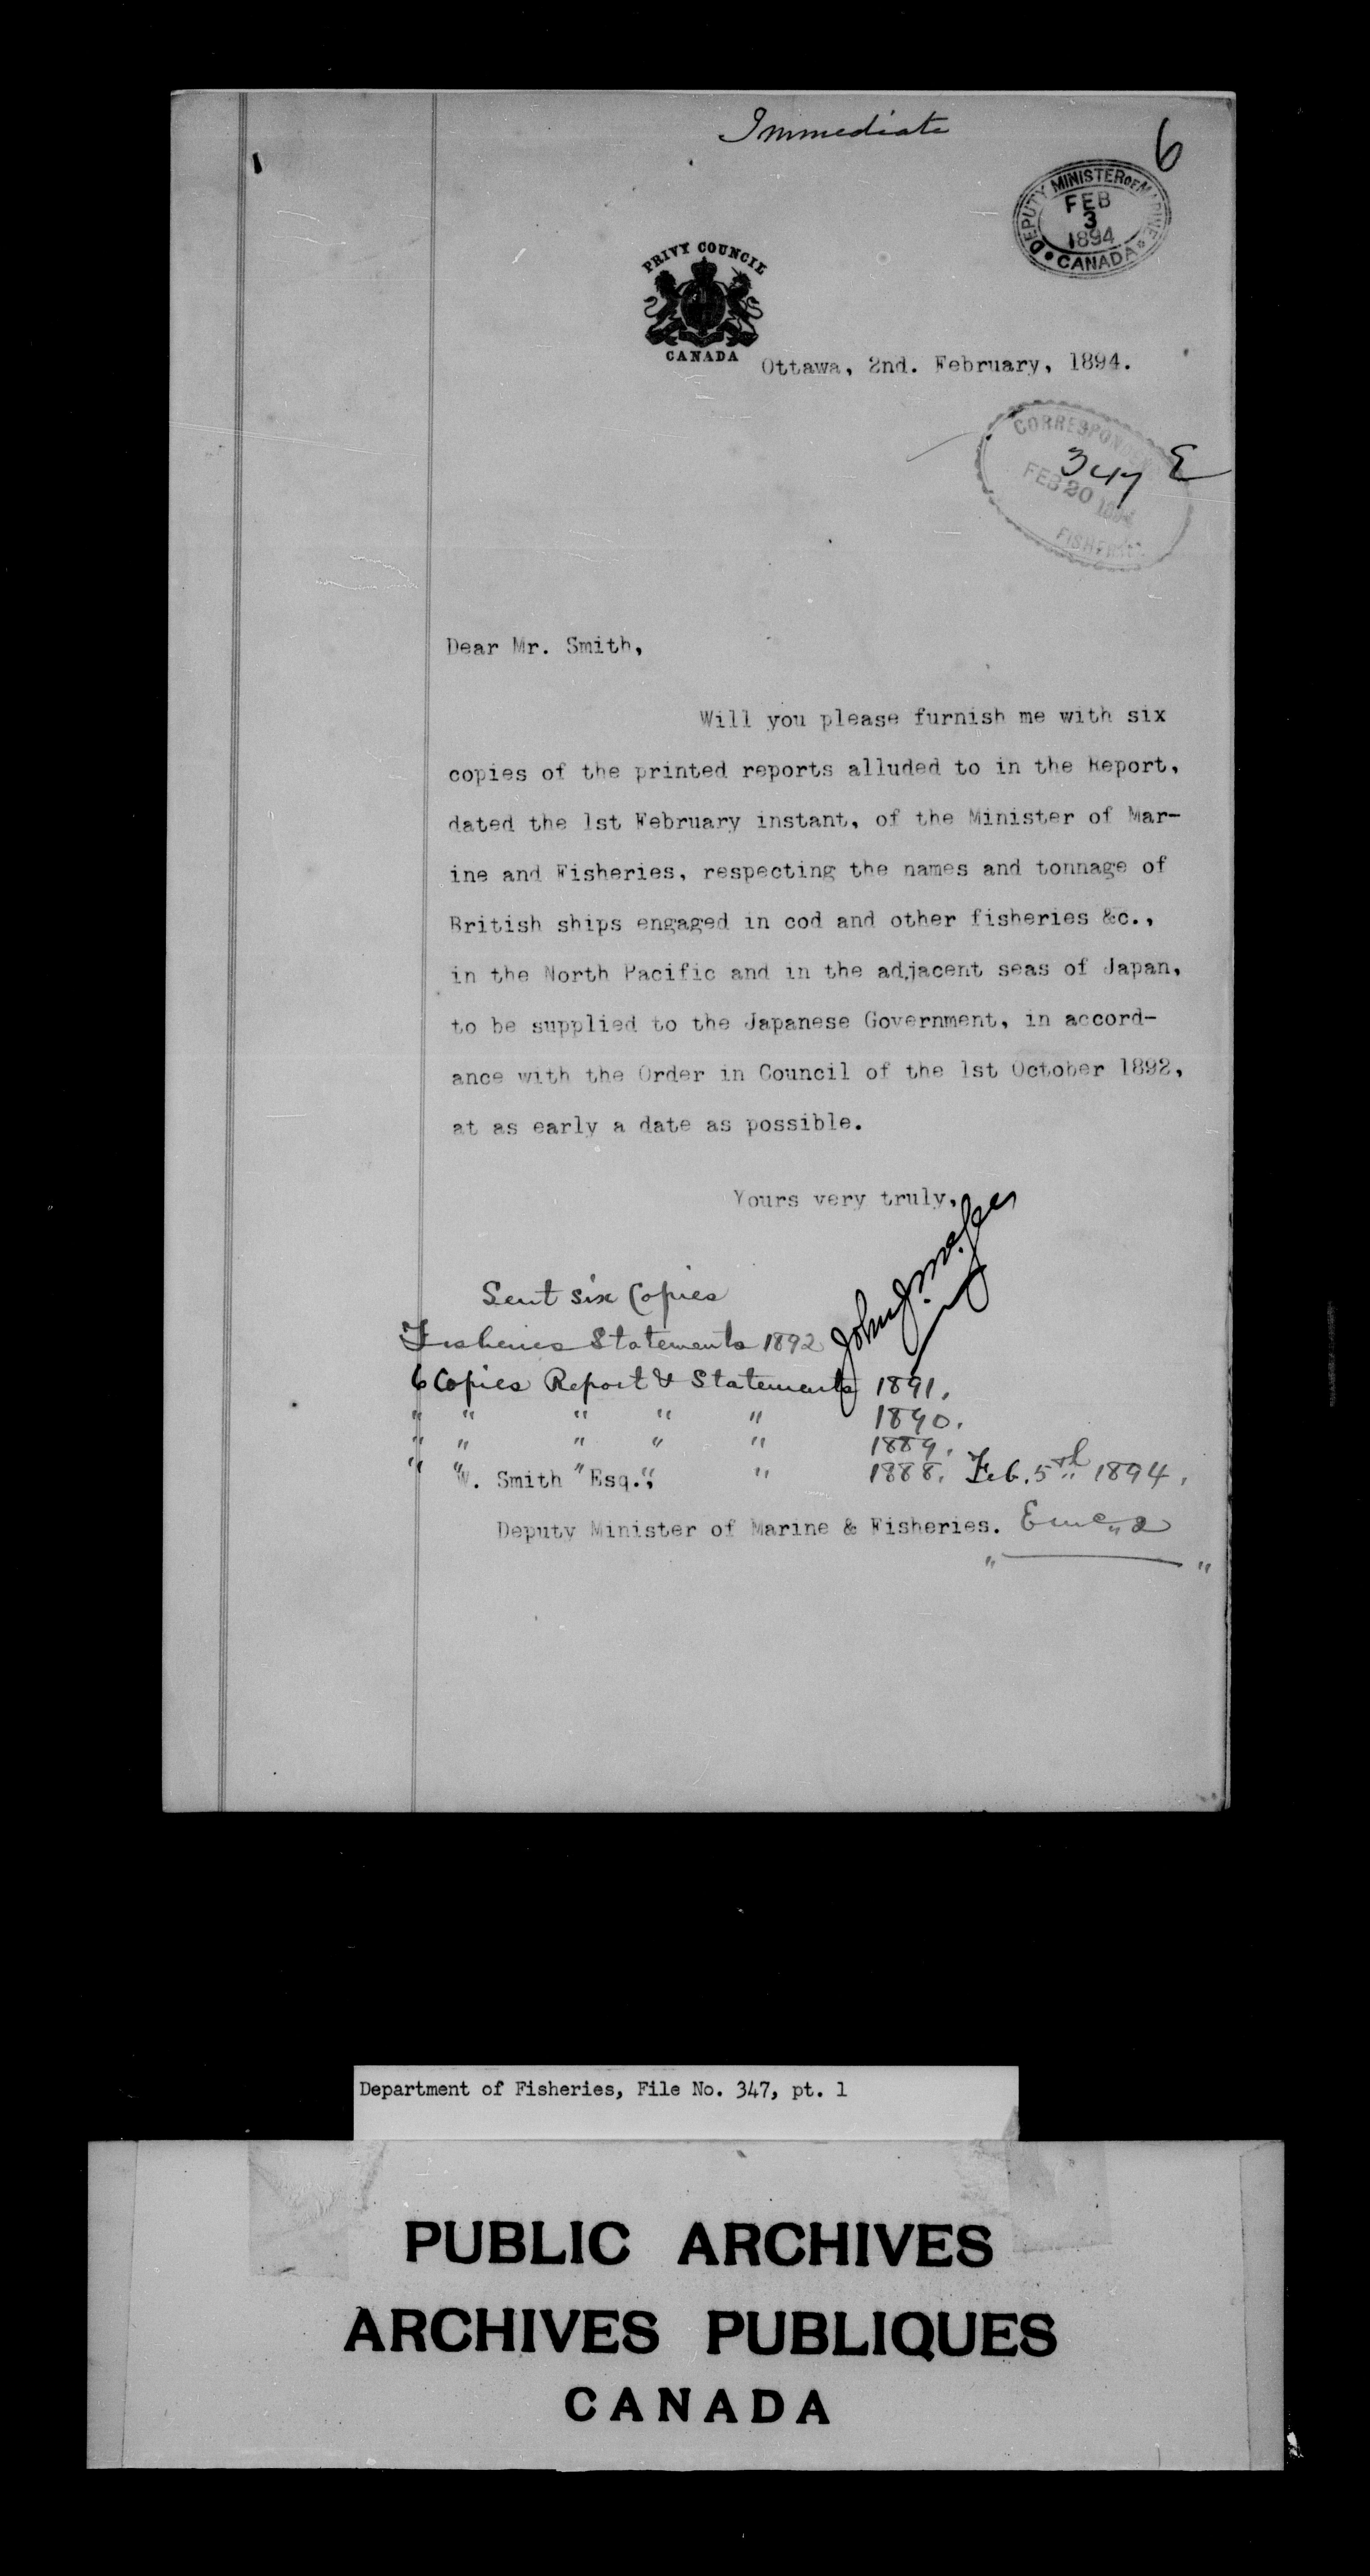 Immediate
6
DEPUTY MINISTER OF MARINE
FEB
3
1894
CANADA
PRIVY COUNCIL
CANADA
Ottawa, 2nd. February, 1894.
CORRESPOND
347 E
FEB 20 1894
FISHERIES
Dear Mr. Smith,
Will you please furnish me with six
copies of the printed reports alluded to in the Report,
dated the 1st February instant, of the Minister of Mar-
ine and Fisheries, respecting the names and tonnage of
British ships engaged in cod and other fisheries &c.,
in the North Pacific and in the adjacent seas of Japan,
to be supplied to the Japanese Government, in accord-
ance with the Order in Council of the 1st October 1892,
at as early a date as possible.
Yours very truly,
John J. McGee
Sent six Copies
Fisheries Statements 1892
6 Copies Report & Statements 1891.
" " " " " 1890.
" " " " " 1889.
" " " " " 1888. Feb. 5th 1894.
W. Smith Esq.,
Deputy Minister of Marine & Fisheries.
Department of Fisheries, File No. 347, pt. 1
PUBLIC ARCHIVES
ARCHIVES PUBLIQUES
CANADA